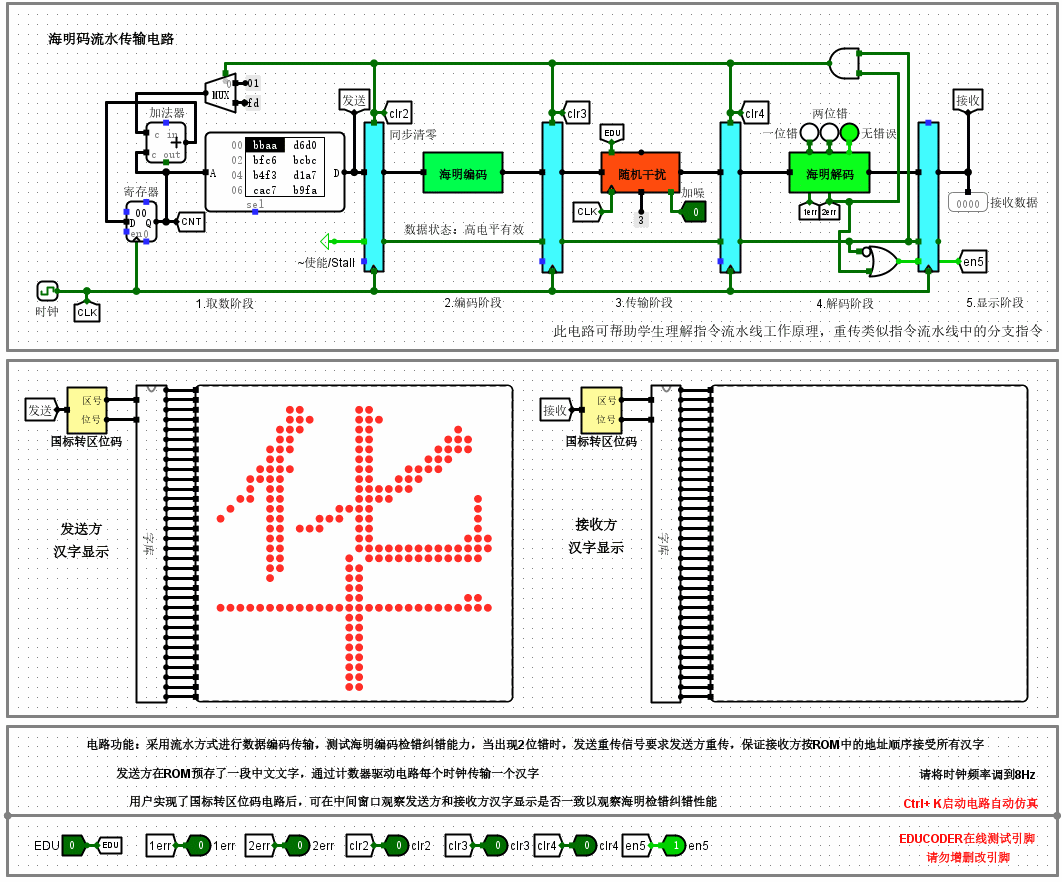 海明码流水传输电路
0
01
MUX
fd
加法器
c in
+
c out
A
00 bbaa d6d0
02 bfc6 bcbc
04 b4f3 d1a7
06 cac7 b9fa
D
sel
寄存器
00
D Q
en0
CNT
发送
clr2
同步清零
海明编码
clr3
EDU
随机干扰
CLK
3
加噪
0
clr4
两位错
一位错
无错误
海明解码
1err 2err
接收
0000 接收数据
en5
数据状态：高电平有效
~使能/Stall
时钟
CLK
1.取数阶段
2.编码阶段
3.传输阶段
4.解码阶段
5.显示阶段
此电路可帮助学生理解指令流水线工作原理，重传类似指令流水线中的分支指令
发送
区号
位号
国标转区位码
发送方
汉字显示
字库
华
接收
区号
位号
国标转区位码
接收方
汉字显示
字库
电路功能：采用流水方式进行数据编码传输，测试海明编码检错纠错能力，当出现2位错时，发送重传信号要求发送方重传，保证接收方按ROM中的地址顺序接受所有汉字
发送方在ROM预存了一段中文文字，通过计数器驱动电路每个时钟传输一个汉字
请将时钟频率调到8Hz
用户实现了国标转区位码电路后，可在中间窗口观察发送方和接收方汉字显示是否一致以观察海明检错纠错性能
Ctrl+ K启动电路自动仿真
EDU 0 EDU
1err 0 1err
2err 0 2err
clr2 0 clr2
clr3 0 clr3
clr4 0 clr4
en5 1 en5
EDUCODER在线测试引脚
请勿增删改引脚